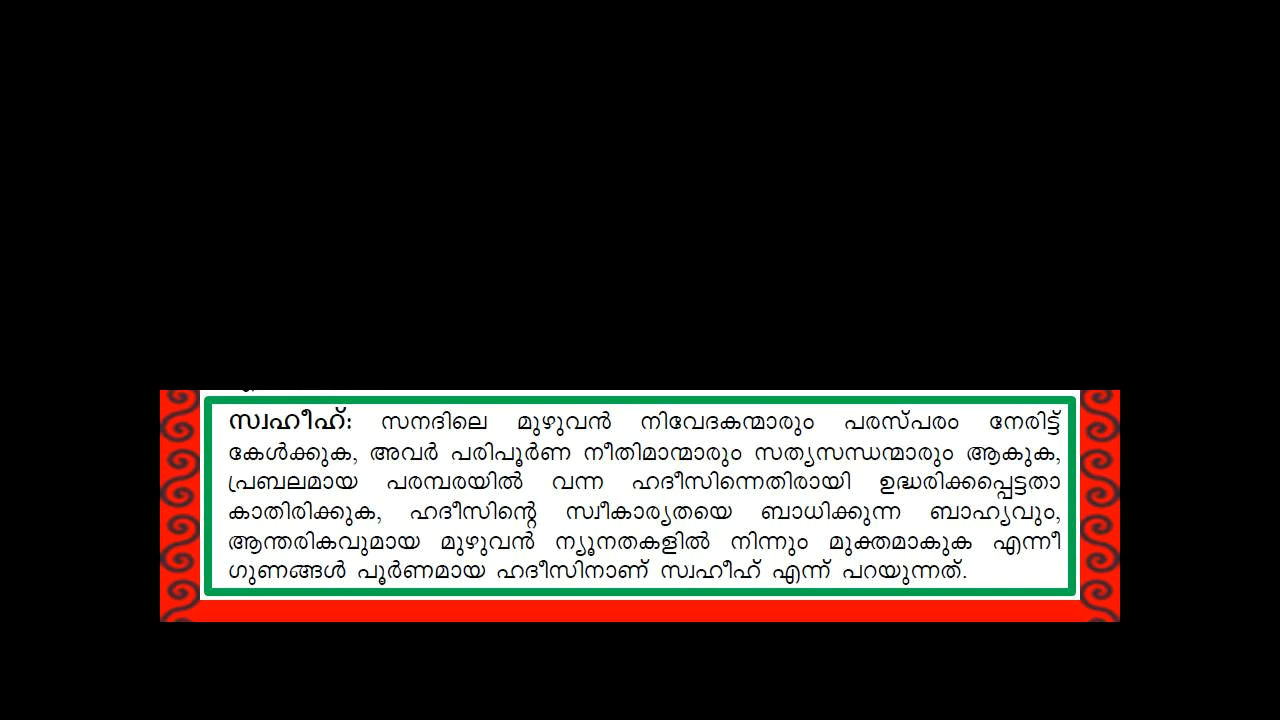 സ്വഹീഹ്: സനദിലെ മുഴുവൻ നിവേദകന്മാരും പരസ്പരം നേരിട്ട്
കേൾക്കുക, അവർ പരിപൂർണ നീതിമാന്മാരും സത്യസന്ധന്മാരും ആകുക,
പ്രബലമായ പരമ്പരയിൽ വന്ന ഹദീസിന്നെതിരായി ഉദ്ധരിക്കപ്പെട്ടതാ
കാതിരിക്കുക, ഹദീസിന്റെ സ്വീകാര്യതയെ ബാധിക്കുന്ന ബാഹ്യവും,
ആന്തരികവുമായ മുഴുവൻ ന്യൂനതകളിൽ നിന്നും മുക്തമാകുക എന്നീ
ഗുണങ്ങൾ പൂർണമായ ഹദീസിനാണ് സ്വഹീഹ് എന്ന് പറയുന്നത്.